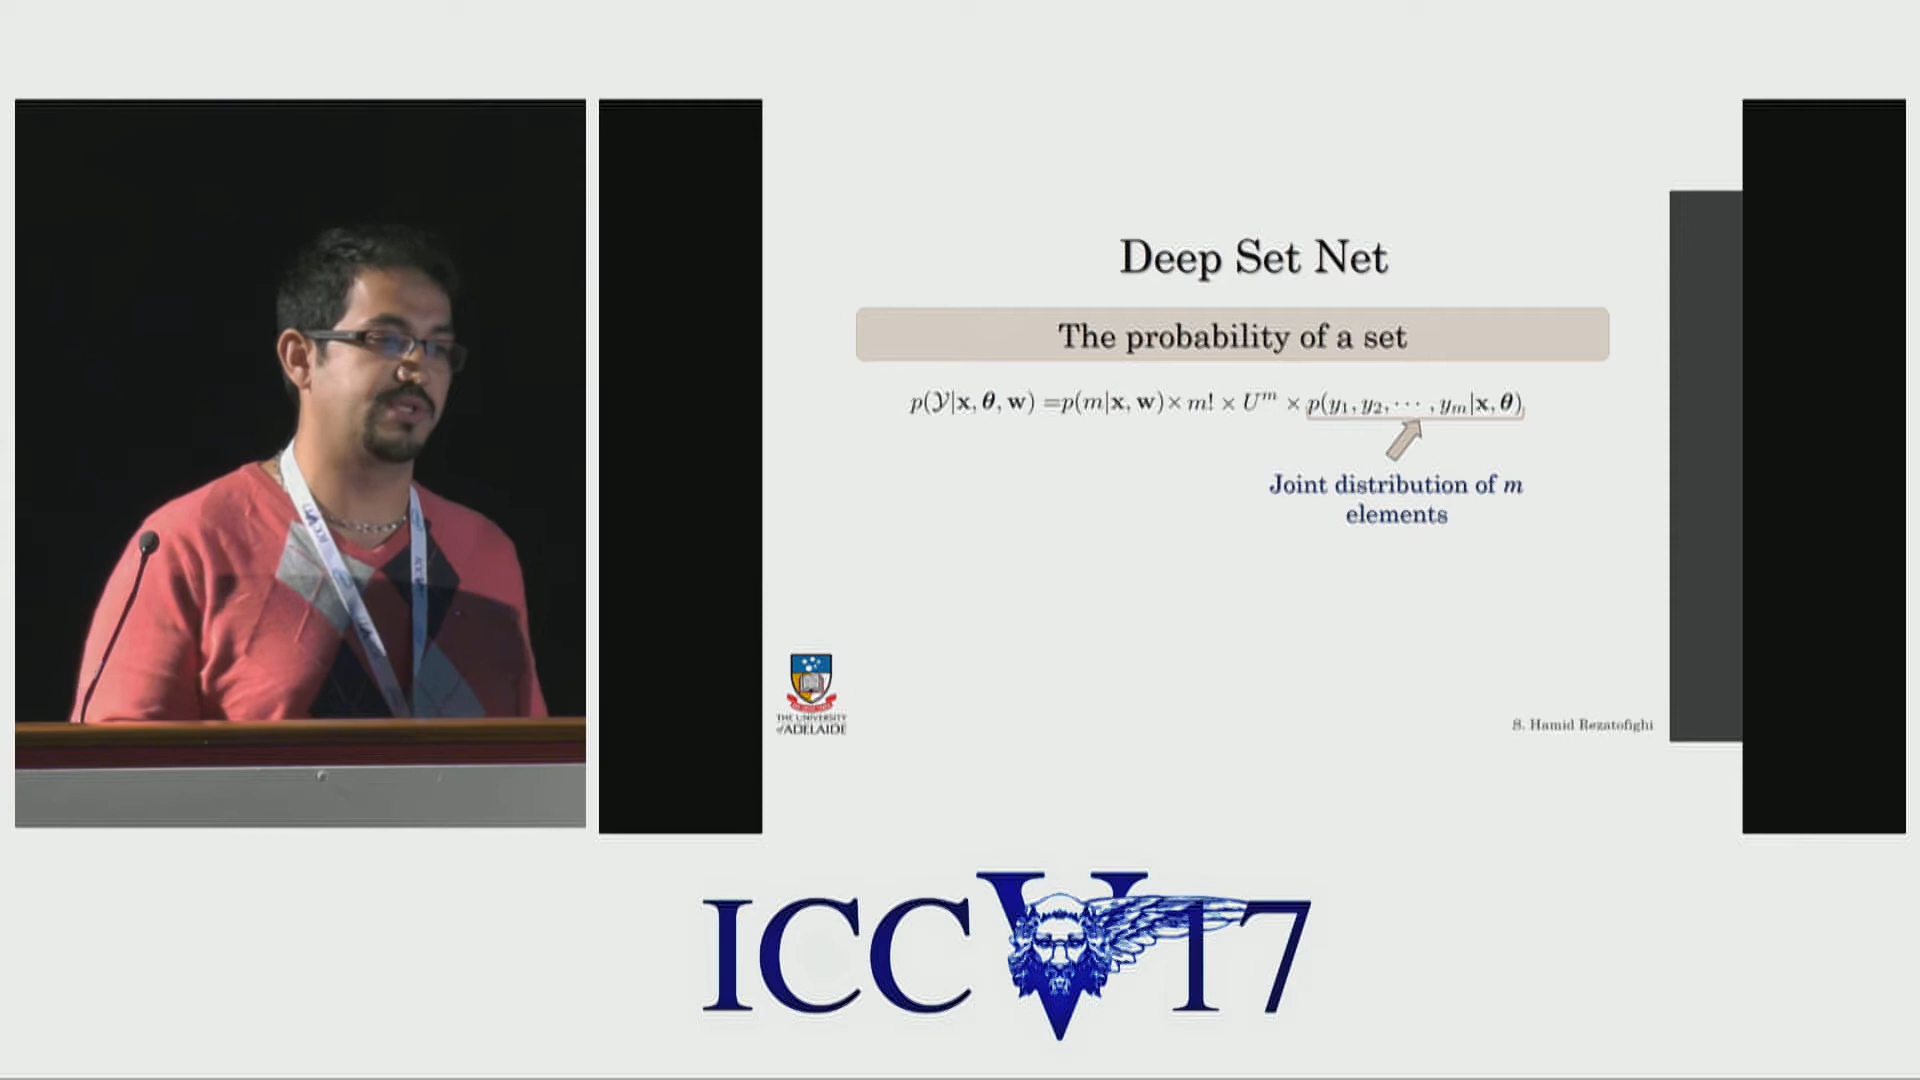 Deep Set Net
The probability of a set
p(𝒴|x, θ, w) =p(m|x, w)× m! × Uᵐ × p(y₁, y₂, ⋯ , yₘ|x, θ)
Joint distribution of m
elements
THE UNIVERSITY
of ADELAIDE
S. Hamid Rezatofighi
ICCV17